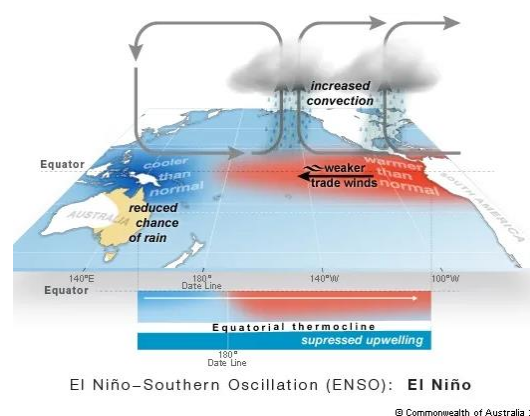 increased
convection
Equator
cooler
than
normal
weaker
trade winds
warmer
than
normal
AUSTRALIA
reduced
chance
of rain
SOUTH AMERICA
140°E
180°
Date Line
140°W
100°W
Equator
Equatorial thermocline
supressed upwelling
180°
Date Line
El Niño–Southern Oscillation (ENSO): El Niño
© Commonwealth of Australia